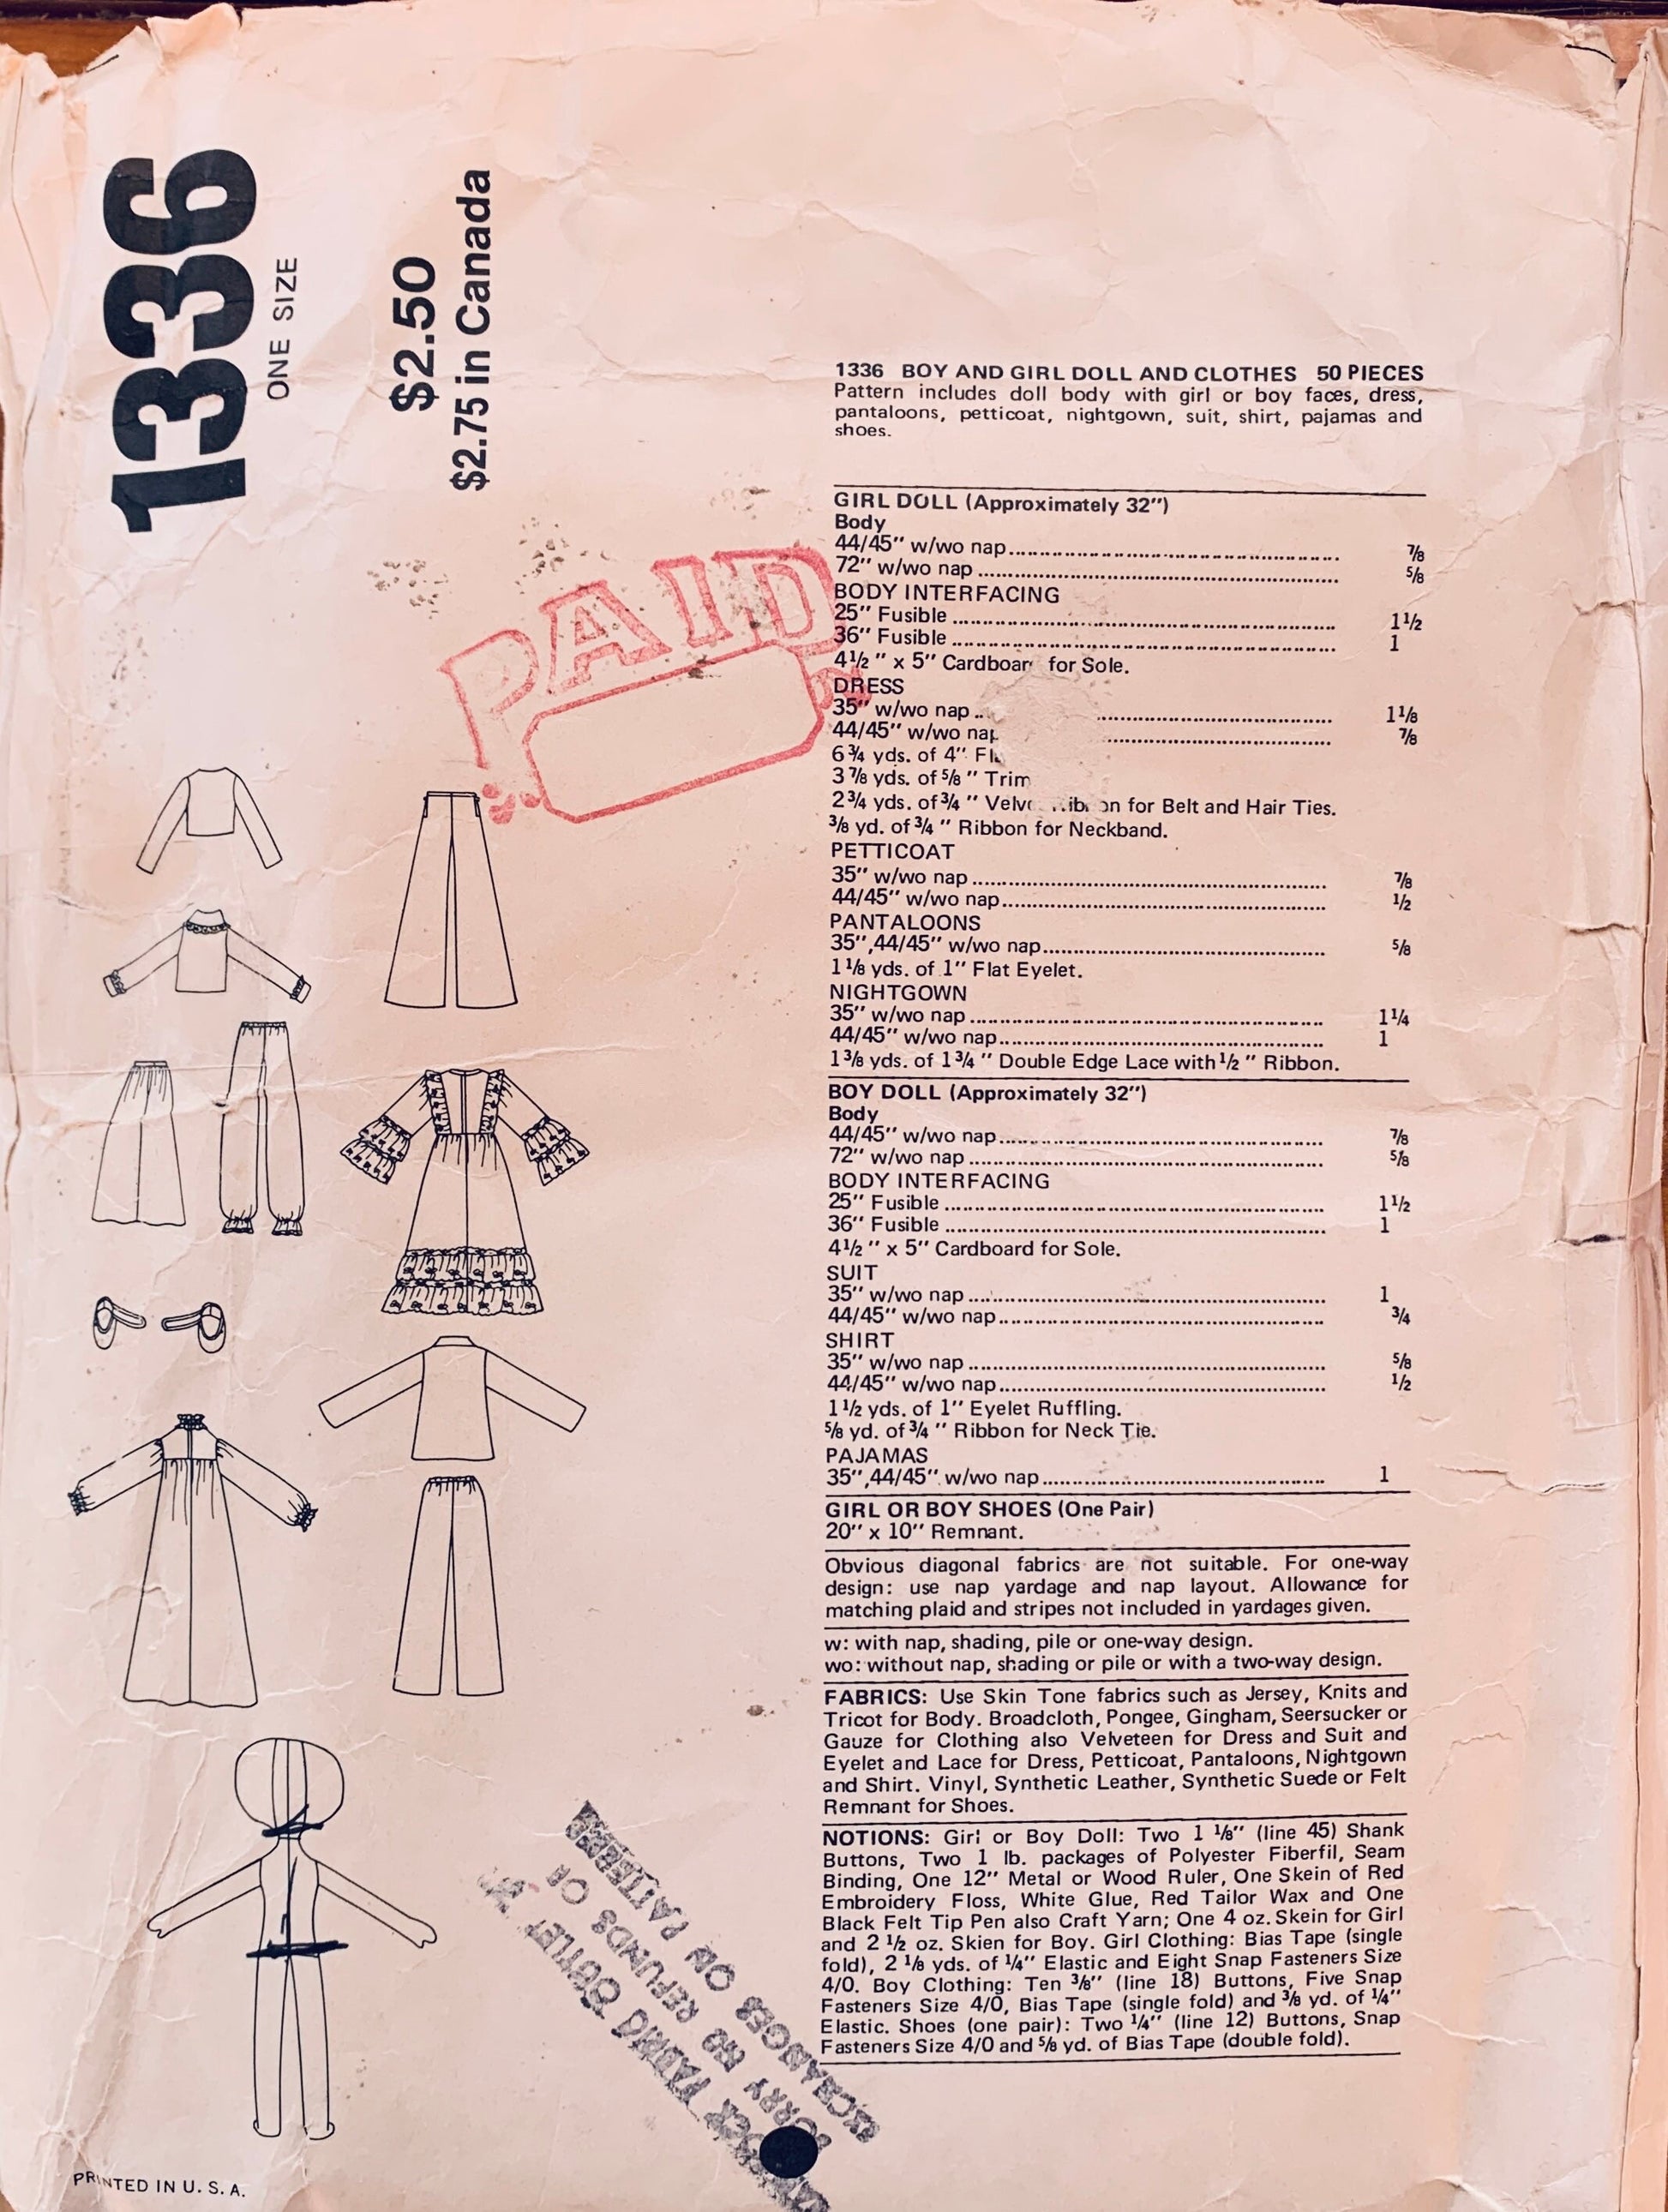 1336
ONE SIZE
$2.50
$2.75 in Canada
1336 BOY AND GIRL DOLL AND CLOTHES 50 PIECES
Pattern includes doll body with girl or boy faces, dress,
pantaloons, petticoat, nightgown, suit, shirt, pajamas and
shoes.
PAID
GIRL DOLL (Approximately 32")
Body
44/45" w/wo nap........ 7/8
72" w/wo nap........ 5/8
BODY INTERFACING
25" Fusible........ 1 1/2
36" Fusible........ 1
4 1/2" x 5" Cardboar for Sole.
DRESS
35" w/wo nap........ 1 1/8
44/45" w/wo nap........ 7/8
6 3/4 yds. of 4"
3 7/8 yds. of 5/8" Trim
2 3/4 yds. of 3/4" Velv ibbon for Belt and Hair Ties.
3/8 yd. of 3/4" Ribbon for Neckband.
PETTICOAT
35" w/wo nap........ 7/8
44/45" w/wo nap........ 1/2
PANTALOONS
35",44/45" w/wo nap........ 5/8
1 1/8 yds. of 1" Flat Eyelet.
NIGHTGOWN
35" w/wo nap........ 1 1/4
44/45" w/wo nap........ 1
1 3/8 yds. of 1 3/4" Double Edge Lace with 1/2" Ribbon.
BOY DOLL (Approximately 32")
Body
44/45" w/wo nap........ 7/8
72" w/wo nap........ 5/8
BODY INTERFACING
25" Fusible........ 1 1/2
36" Fusible........ 1
4 1/2" x 5" Cardboard for Sole.
SUIT
35" w/wo nap........ 1
44/45" w/wo nap........ 3/4
SHIRT
35" w/wo nap........ 5/8
44/45" w/wo nap........ 1/2
1 1/2 yds. of 1" Eyelet Ruffling.
5/8 yd. of 3/4" Ribbon for Neck Tie.
PAJAMAS
35",44/45" w/wo nap........ 1
GIRL OR BOY SHOES (One Pair)
20" x 10" Remnant.
Obvious diagonal fabrics are not suitable. For one-way
design: use nap yardage and nap layout. Allowance for
matching plaid and stripes not included in yardages given.
w: with nap, shading, pile or one-way design.
wo: without nap, shading or pile or with a two-way design.
FABRICS: Use Skin Tone fabrics such as Jersey, Knits and
Tricot for Body. Broadcloth, Pongee, Gingham, Seersucker or
Gauze for Clothing also Velveteen for Dress and Suit and
Eyelet and Lace for Dress, Petticoat, Pantaloons, Nightgown
and Shirt. Vinyl, Synthetic Leather, Synthetic Suede or Felt
Remnant for Shoes.
NOTIONS: Girl or Boy Doll: Two 1 1/8" (line 45) Shank
Buttons, Two 1 lb. packages of Polyester Fiberfil, Seam
Binding, One 12" Metal or Wood Ruler, One Skein of Red
Embroidery Floss, White Glue, Red Tailor Wax and One
Black Felt Tip Pen also Craft Yarn; One 4 oz. Skein for Girl
and 2 1/2 oz. Skien for Boy. Girl Clothing: Bias Tape (single
fold), 2 1/8 yds. of 1/4" Elastic and Eight Snap Fasteners Size
4/0. Boy Clothing: Ten 3/8" (line 18) Buttons, Five Snap
Fasteners Size 4/0, Bias Tape (single fold) and 3/8 yd. of 1/4"
Elastic. Shoes (one pair): Two 1/4" (line 12) Buttons, Snap
Fasteners Size 4/0 and 5/8 yd. of Bias Tape (double fold).
FABRIC OUTLET
SORRY NO REFUNDS OR
EXCHANGES ON PATTERNS
PRINTED IN U. S. A.